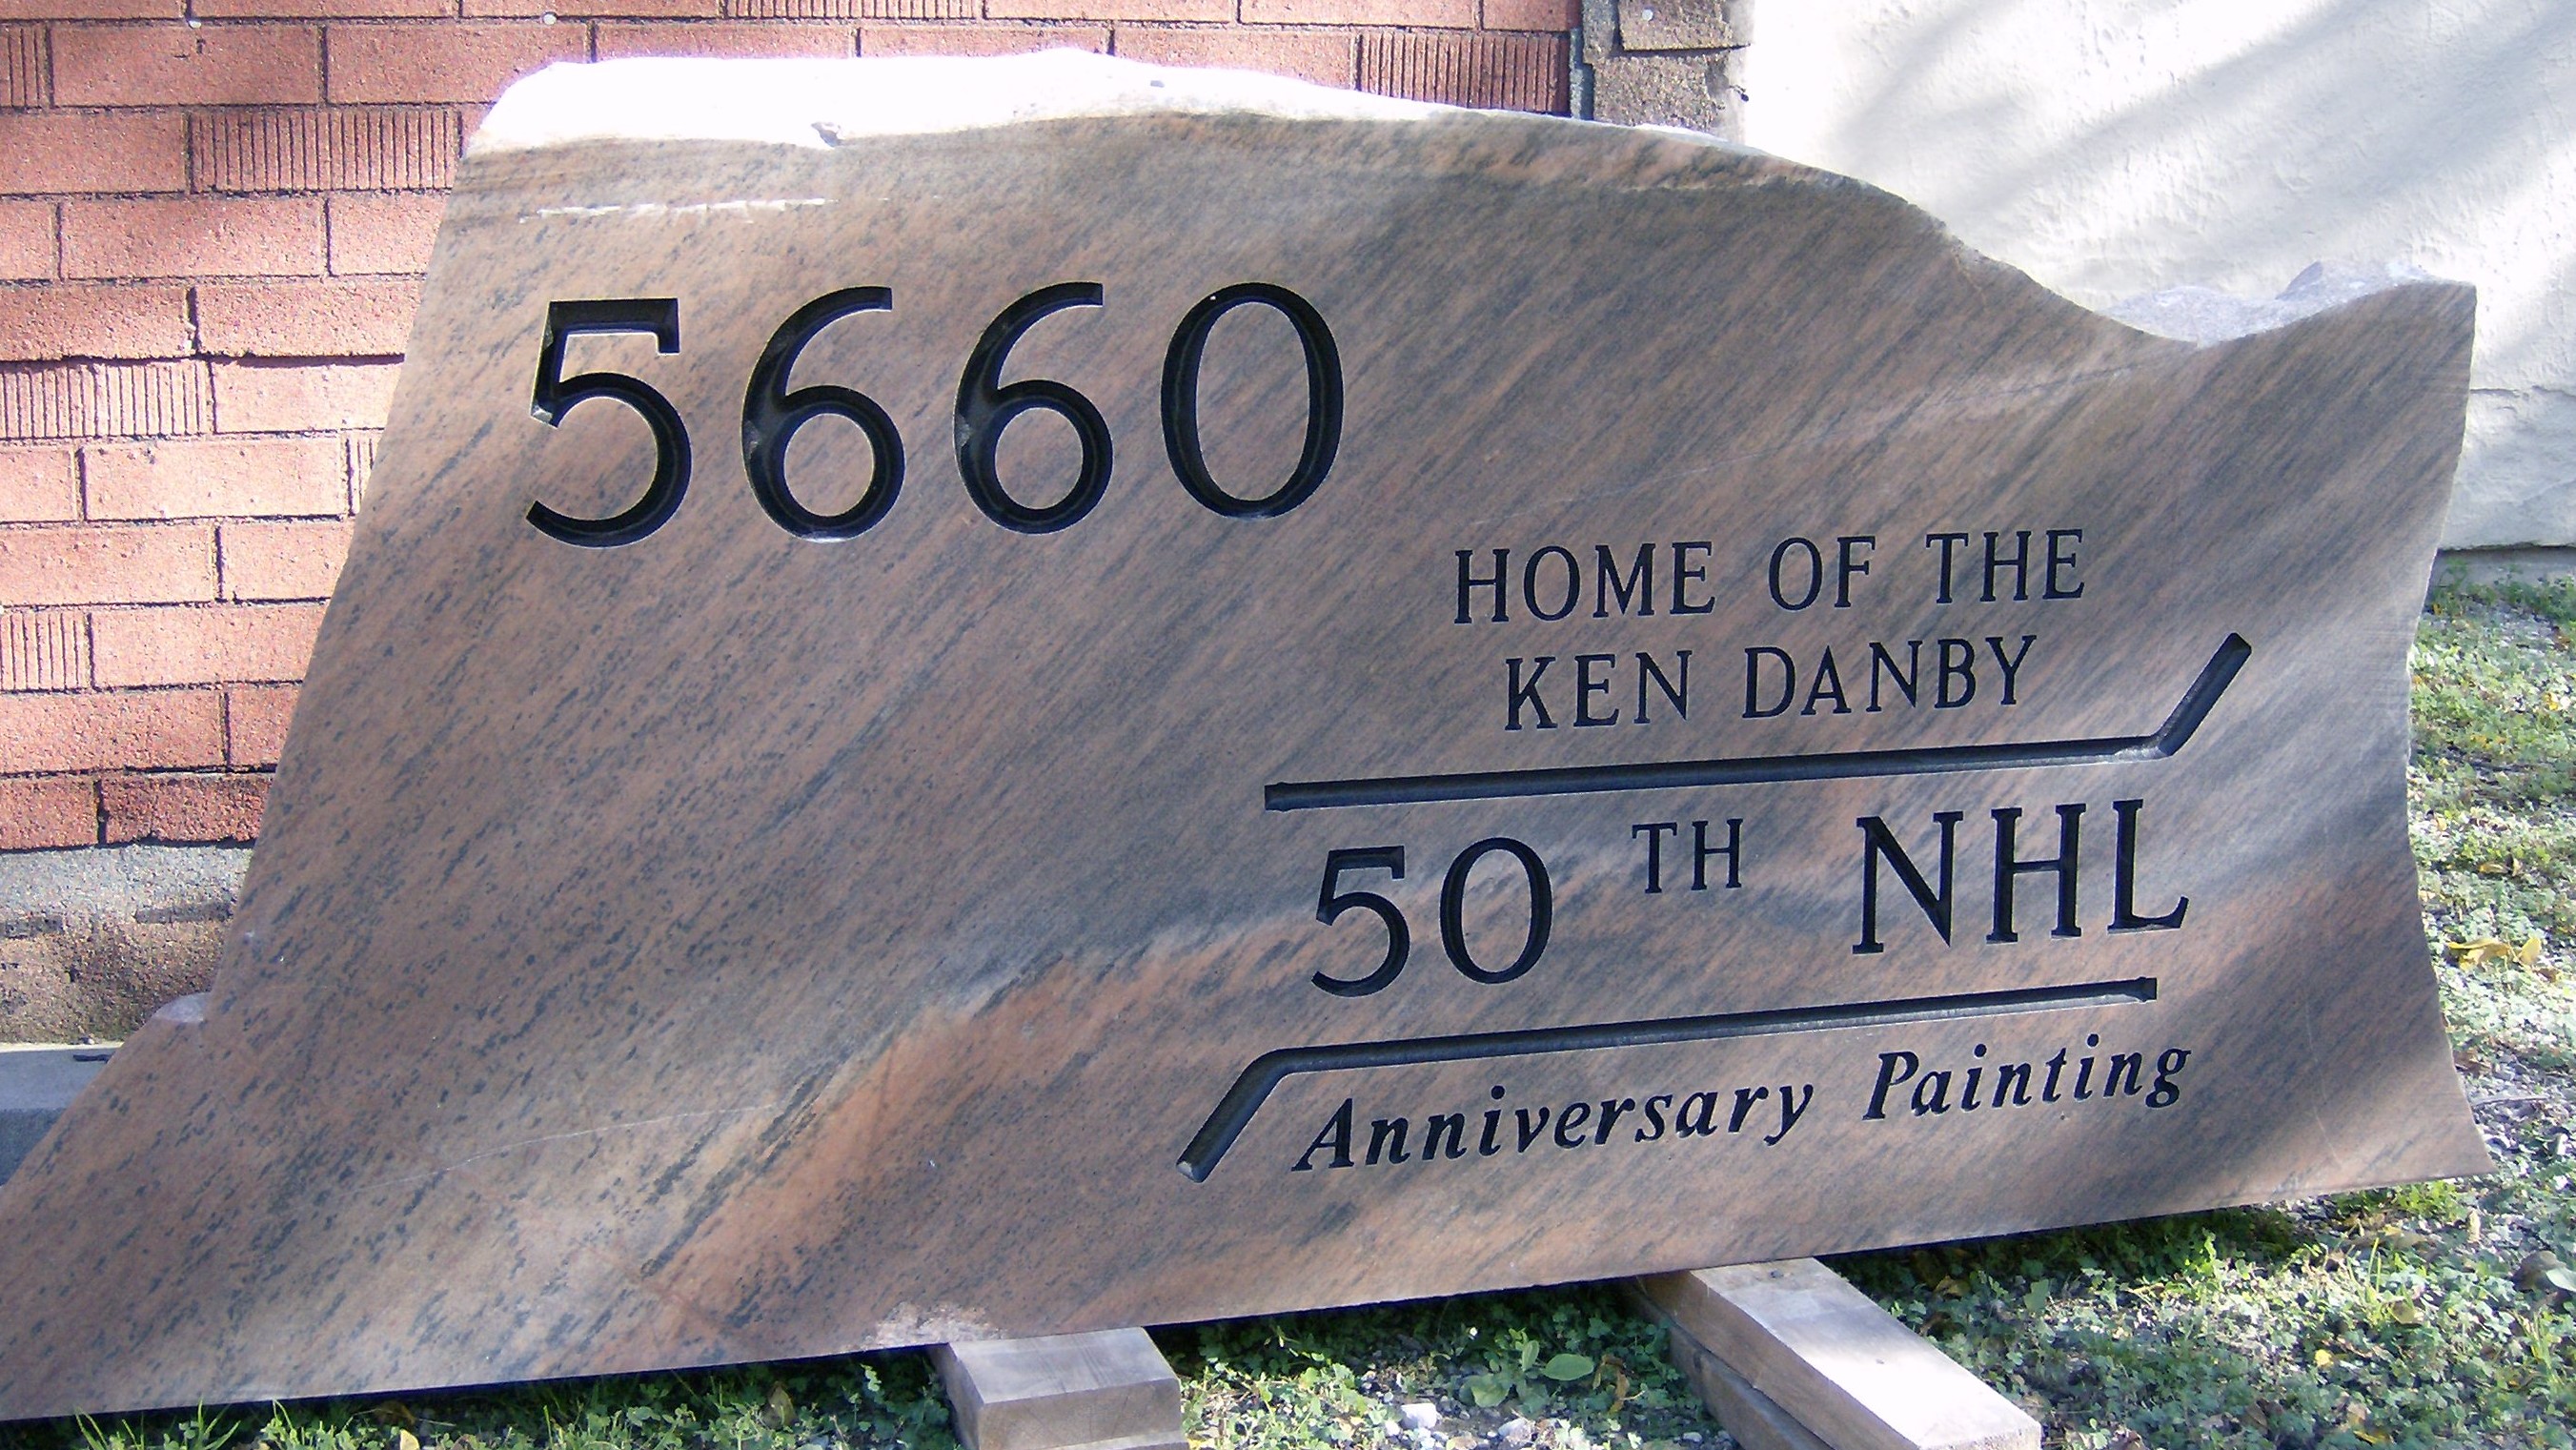 5660
HOME OF THE
KEN DANBY
50 TH NHL
Anniversary Painting